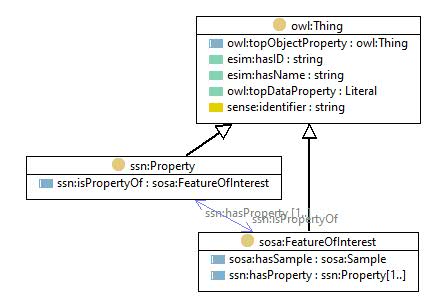 owl:Thing
owl:topObjectProperty : owl:Thing
esim:hasID : string
esim:hasName : string
owl:topDataProperty : Literal
sense:identifier : string
ssn:Property
ssn:isPropertyOf : sosa:FeatureOfInterest
ssn:hasProperty [1..]
ssn:isPropertyOf
sosa:FeatureOfInterest
sosa:hasSample : sosa:Sample
ssn:hasProperty : ssn:Property[1..]